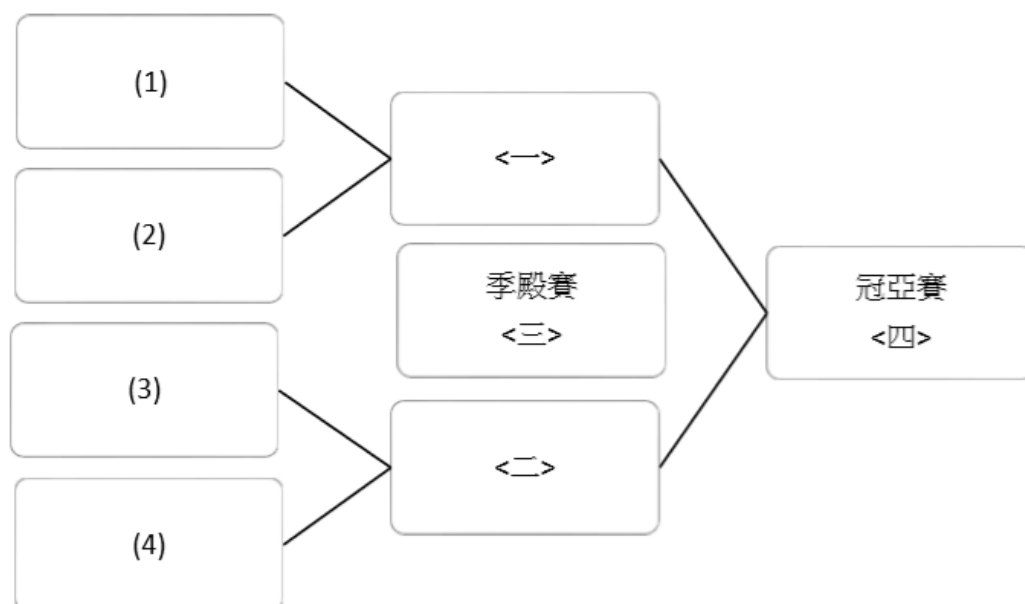 (1)
(2)
(3)
(4)
<一>
季殿賽
<三>
<二>
冠亞賽
<四>